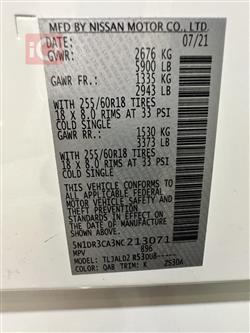 MFD BY NISSAN MOTOR CO., LTD
DATE: 07/21
GVWR: 2676 KG
5900 LB
GAWR FR.: 1335 KG
2943 LB
WITH 255/60R18 TIRES
18 X 8.0 RIMS AT 33 PSI
COLD SINGLE
GAWR RR.: 1530 KG
3373 LB
WITH 255/60R18 TIRES
18 X 8.0 RIMS AT 33 PSI
COLD SINGLE
THIS VEHICLE CONFORMS TO ALL
APPLICABLE FEDERAL MOTOR
VEHICLE SAFETY AND
THEFT PREVENTION
STANDARDS IN EFFECT ON
THE DATE OF MANUFACTURE
SHOWN ABOVE.
5N1DR3CA3NC213071
MPV 896
MODEL: TLJALDZ R53DUB-----
COLOR: QAB TRIM: K ZS30A